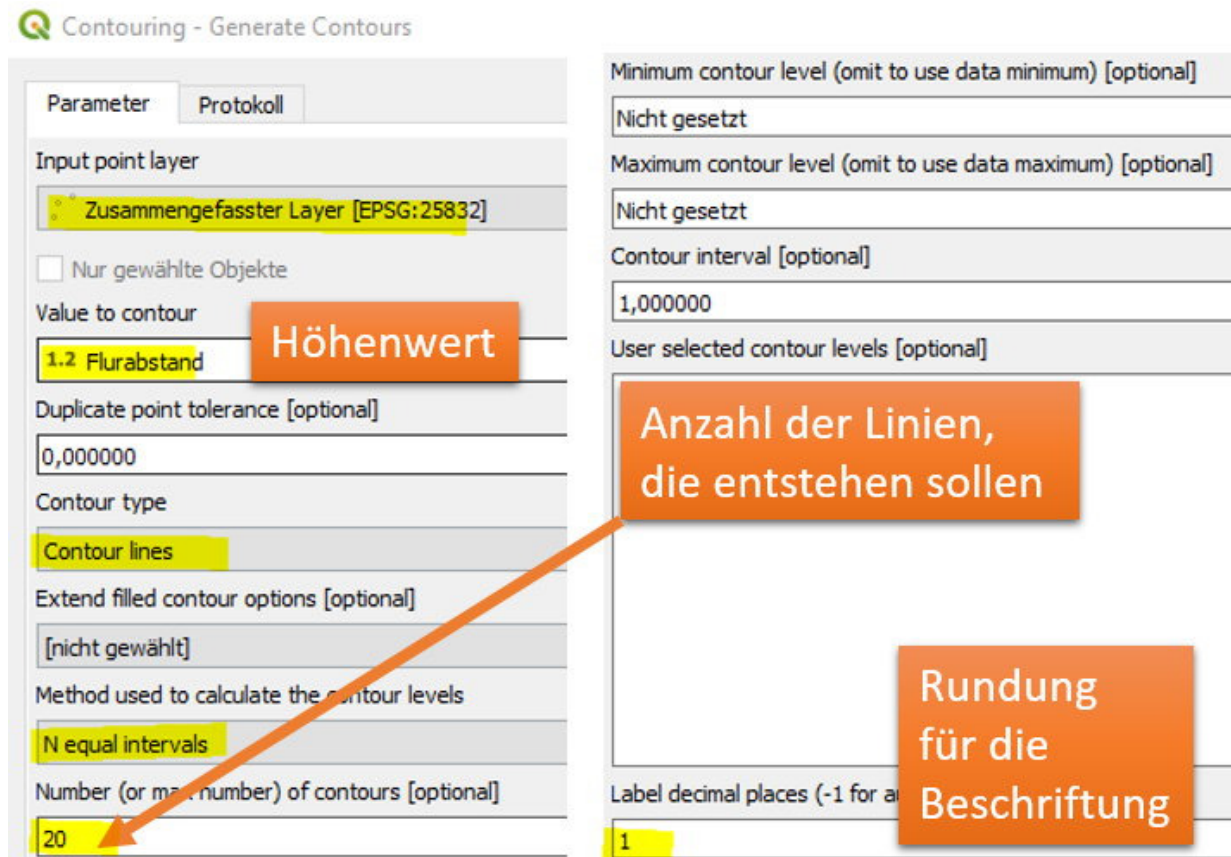 Contouring - Generate Contours
Parameter
Protokoll
Input point layer
Zusammengefasster Layer [EPSG:25832]
Nur gewählte Objekte
Value to contour
1.2 Flurabstand
Höhenwert
Duplicate point tolerance [optional]
0,000000
Contour type
Contour lines
Extend filled contour options [optional]
[nicht gewählt]
Method used to calculate the contour levels
N equal intervals
Number (or max number) of contours [optional]
20
Minimum contour level (omit to use data minimum) [optional]
Nicht gesetzt
Maximum contour level (omit to use data maximum) [optional]
Nicht gesetzt
Contour interval [optional]
1,000000
User selected contour levels [optional]
Anzahl der Linien,
die entstehen sollen
Rundung
für die
Beschriftung
Label decimal places (-1 for
1